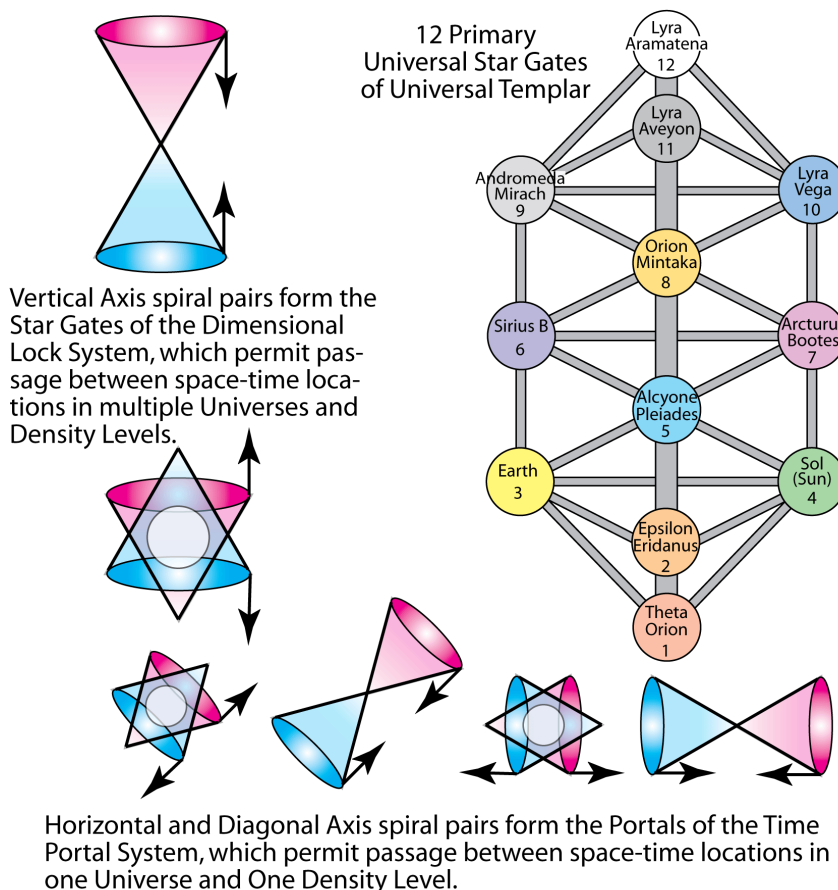 12 Primary
Universal Star Gates
of Universal Templar
Lyra
Aramatena
12
Lyra
Aveyon
11
Andromeda
Mirach
9
Lyra
Vega
10
Orion
Mintaka
8
Sirius B
6
Arcturu
Bootes
7
Alcyone
Pleiades
5
Earth
3
Sol
(Sun)
4
Epsilon
Eridanus
2
Theta
Orion
1
Vertical Axis spiral pairs form the
Star Gates of the Dimensional
Lock System, which permit pas-
sage between space-time loca-
tions in multiple Universes and
Density Levels.
Horizontal and Diagonal Axis spiral pairs form the Portals of the Time
Portal System, which permit passage between space-time locations in
one Universe and One Density Level.